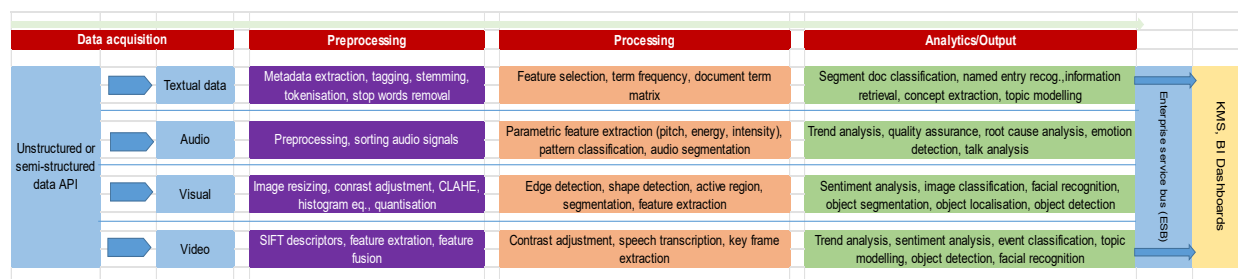 Data acquisition
Preprocessing
Processing
Analytics/Output
Unstructured or
semi-structured
data API
Textual data
Metadata extraction, tagging, stemming,
tokenisation, stop words removal
Feature selection, term frequency, document term
matrix
Segment doc classification, named entry recog.,information
retrieval, concept extraction, topic modelling
Audio
Preprocessing, sorting audio signals
Parametric feature extraction (pitch, energy, intensity),
pattern classification, audio segmentation
Trend analysis, quality assurance, root cause analysis, emotion
detection, talk analysis
Visual
Image resizing, conrast adjustment, CLAHE,
histogram eq., quantisation
Edge detection, shape detection, active region,
segmentation, feature extraction
Sentiment analysis, image classification, facial recognition,
object segmentation, object localisation, object detection
Video
SIFT descriptors, feature extration, feature
fusion
Contrast adjustment, speech transcription, key frame
extraction
Trend analysis, sentiment analysis, event classification, topic
modelling, object detection, facial recognition
Enterprise service bus (ESB)
KMS, BI Dashboards